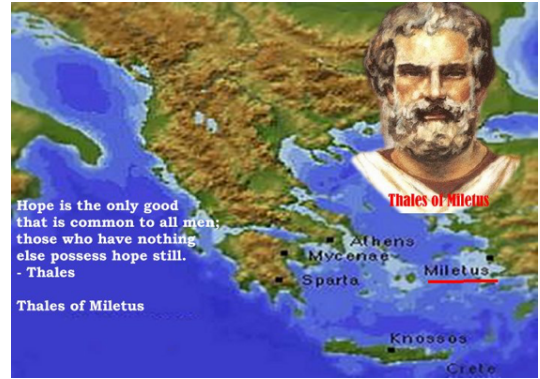 Thales of Miletus
Hope is the only good
that is common to all men;
those who have nothing
else possess hope still.
- Thales
Thales of Miletus
Athens
Mycenae
Sparta
Miletus
Knossos
Crete